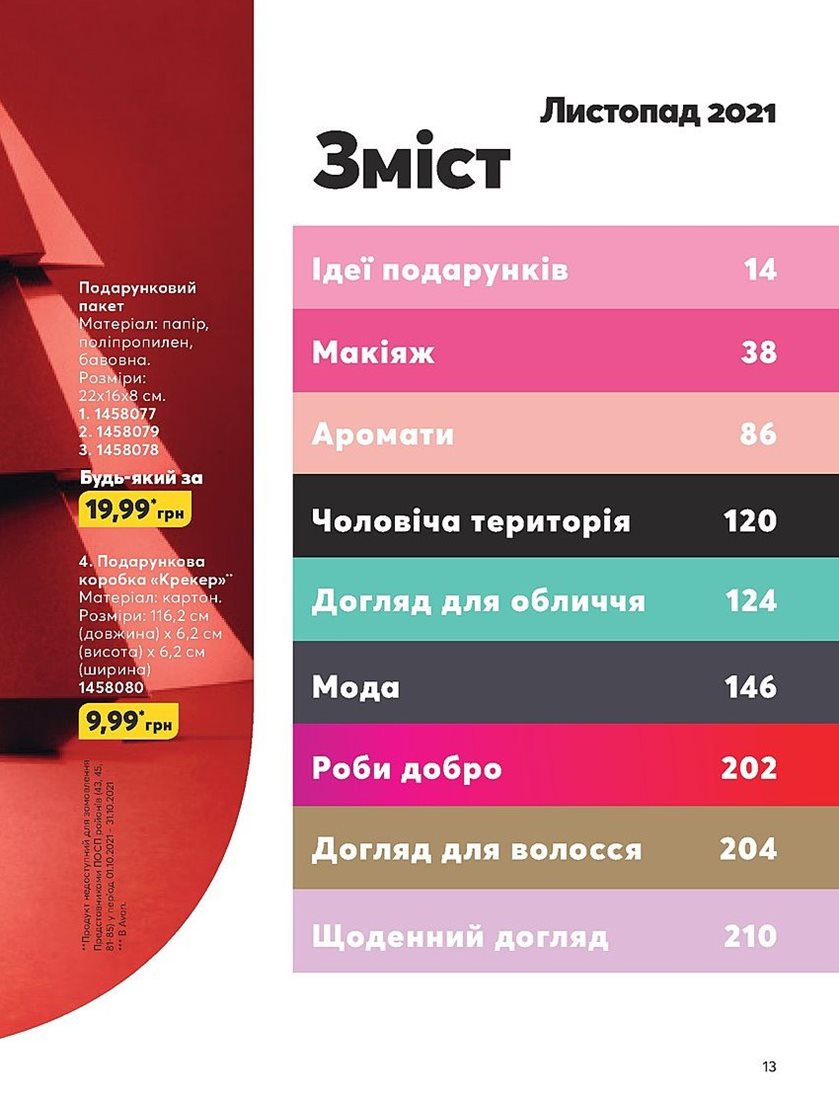 Листопад 2021
Зміст
Ідеї подарунків 14
Макіяж 38
Аромати 86
Чоловіча територія 120
Догляд для обличчя 124
Мода 146
Роби добро 202
Догляд для волосся 204
Щоденний догляд 210
Подарунковий
пакет
Матеріал: папір,
поліпропилен,
бавовна.
Розміри:
22х16х8 см.
1. 1458077
2. 1458079
3. 1458078
Будь-який за
19,99* грн
4. Подарункова
коробка «Крекер»**
Матеріал: картон.
Розміри: 116,2 см
(довжина) х 6,2 см
(висота) х 6,2 см
(ширина)
1458080
9,99* грн
**Продукт недоступний для замовлення
Представниками ПОСП районів (43, 45,
81-85) у період 01.10.2021 - 31.10.2021
*** В Avon.
13